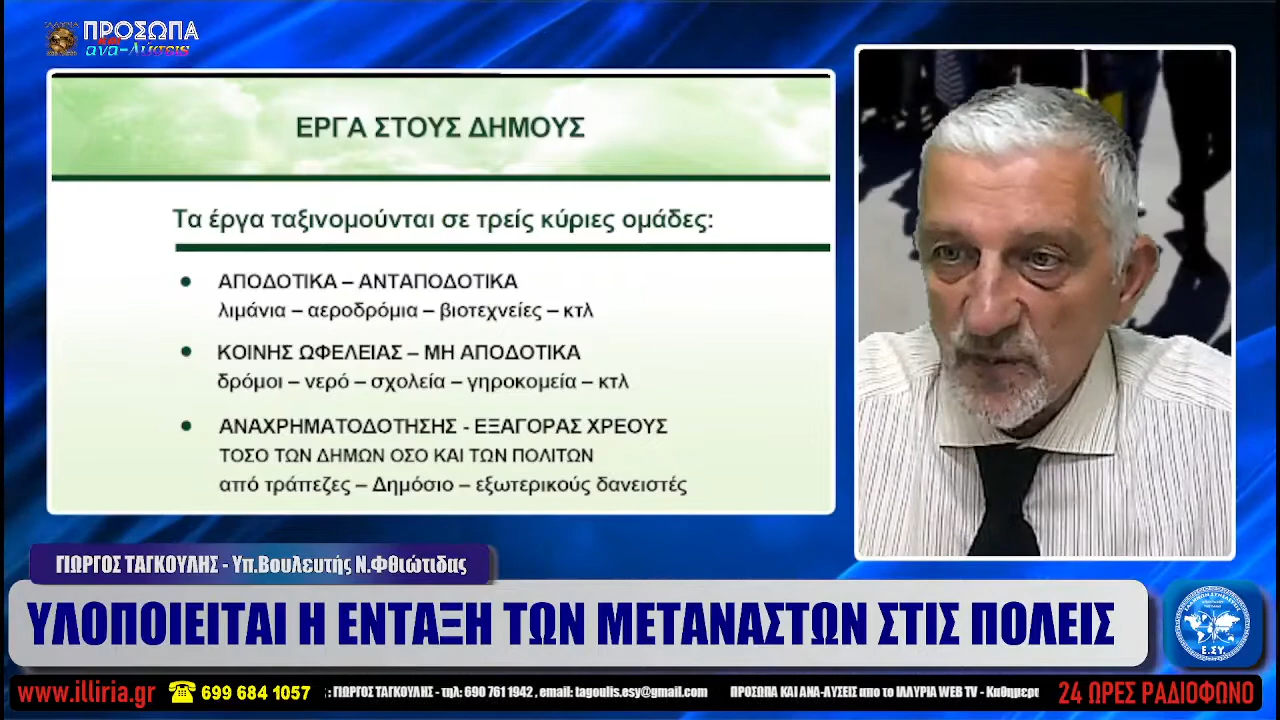 ΠΡΟΣΩΠΑ
και
ανα-λύσεις
ΕΡΓΑ ΣΤΟΥΣ ΔΗΜΟΥΣ
Τα έργα ταξινομούνται σε τρείς κύριες ομάδες:
• ΑΠΟΔΟΤΙΚΑ – ΑΝΤΑΠΟΔΟΤΙΚΑ
λιμάνια – αεροδρόμια – βιοτεχνείες – κτλ
• ΚΟΙΝΗΣ ΩΦΕΛΕΙΑΣ – ΜΗ ΑΠΟΔΟΤΙΚΑ
δρόμοι – νερό – σχολεία – γηροκομεία – κτλ
• ΑΝΑΧΡΗΜΑΤΟΔΟΤΗΣΗΣ - ΕΞΑΓΟΡΑΣ ΧΡΕΟΥΣ
ΤΟΣΟ ΤΩΝ ΔΗΜΩΝ ΟΣΟ ΚΑΙ ΤΩΝ ΠΟΛΙΤΩΝ
από τράπεζες – Δημόσιο – εξωτερικούς δανειστές
ΓΙΩΡΓΟΣ ΤΑΓΚΟΥΛΗΣ - Υπ.Βουλευτής Ν.Φθιώτιδας
ΥΛΟΠΟΙΕΙΤΑΙ Η ΕΝΤΑΞΗ ΤΩΝ ΜΕΤΑΝΑΣΤΩΝ ΣΤΙΣ ΠΟΛΕΙΣ
Ε.ΣΥ.
www.illiria.gr 699 684 1057 : ΓΙΩΡΓΟΣ ΤΑΓΚΟΥΛΗΣ - τηλ: 690 761 1942 , email: tagoulis.esy@gmail.com ΠΡΟΣΩΠΑ ΚΑΙ ΑΝΑ-ΛΥΣΕΙΣ απο το ΙΛΛΥΡΙΑ WEB TV - Καθημερι 24 ΩΡΕΣ ΡΑΔΙΟΦΩΝΟ